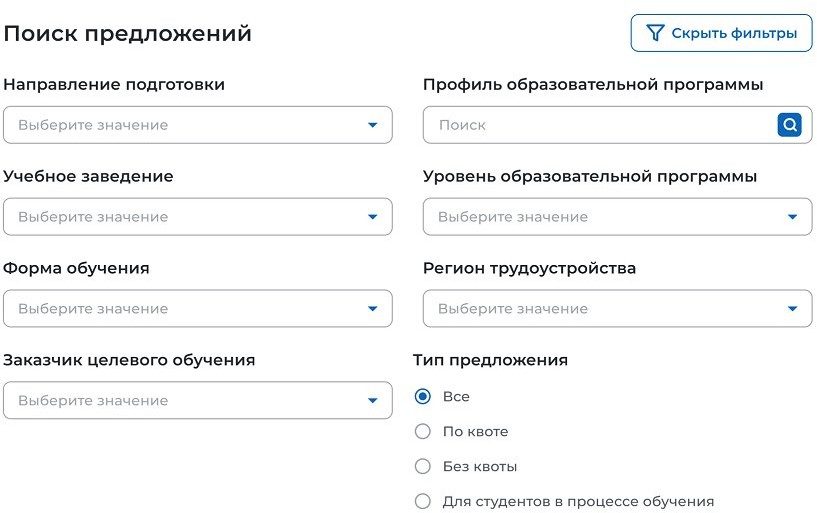 Поиск предложений
Скрыть фильтры
Направление подготовки
Профиль образовательной программы
Выберите значение
Поиск
Учебное заведение
Уровень образовательной программы
Выберите значение
Выберите значение
Форма обучения
Регион трудоустройства
Выберите значение
Выберите значение
Заказчик целевого обучения
Тип предложения
Выберите значение
Все
По квоте
Без квоты
Для студентов в процессе обучения